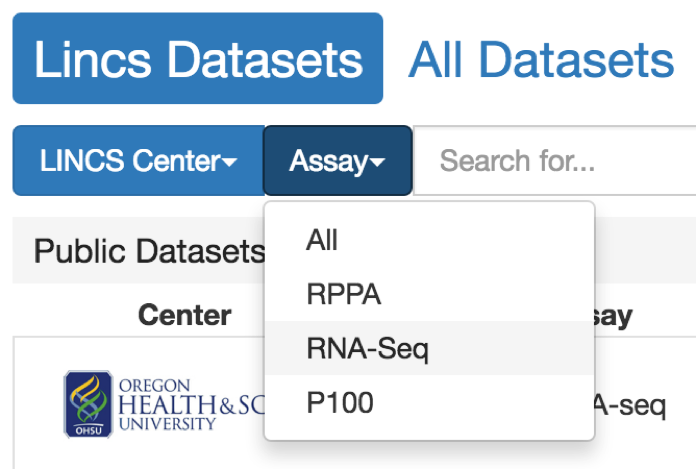 Lincs Datasets All Datasets
LINCS Center Assay Search for...
Public Datasets
All
RPPA
RNA-Seq
P100
Center say
OREGON
HEALTH&SC
UNIVERSITY
OHSU
A-seq